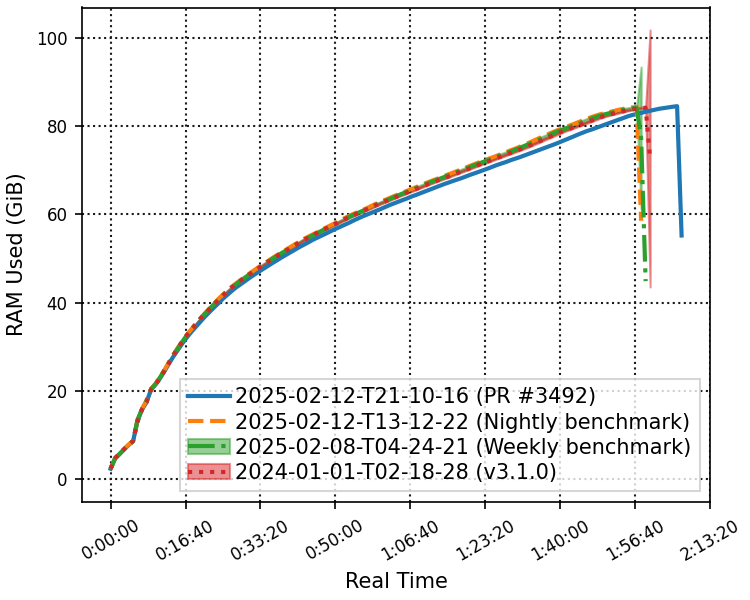 RAM Used (GiB)
100
80
60
40
20
0
2025-02-12-T21-10-16 (PR #3492)
2025-02-12-T13-12-22 (Nightly benchmark)
2025-02-08-T04-24-21 (Weekly benchmark)
2024-01-01-T02-18-28 (v3.1.0)
0:00:00
0:16:40
0:33:20
0:50:00
1:06:40
1:23:20
1:40:00
1:56:40
2:13:20
Real Time